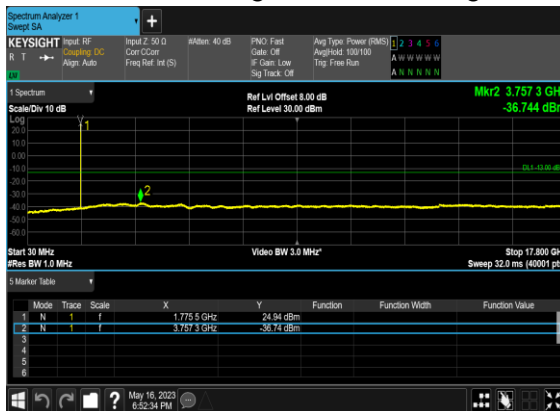 Spectrum Analyzer 1
Swept SA
+
KEYSIGHT Input: RF Input Z: 50 Ω #Atten: 40 dB PNO: Fast Avg Type: Power (RMS) 1 2 3 4 5 6
R T Coupling: DC Corr CCorr Gate: Off Avg|Hold: 100/100 A W W W W W
Align: Auto Freq Ref: Int (S) IF Gain: Low Trig: Free Run
Sig Track: Off A N N N N N
1 Spectrum Ref Lvl Offset 8.00 dB Mkr2 3.757 3 GH
Scale/Div 10 dB Ref Level 30.00 dBm -36.744 dBr
Log
20.0
10.0
0.00
-10.0
-20.0
-30.0
-40.0
-50.0
-60.0
1
2
DL1 -13.00 dB
Start 30 MHz Video BW 3.0 MHz* Stop 17.800 GH
#Res BW 1.0 MHz Sweep 32.0 ms (40001 pt
5 Marker Table
Mode Trace Scale X Y Function Function Width Function Value
1 N 1 f 1.775 5 GHz 24.94 dBm
2 N 1 f 3.757 3 GHz -36.74 dBm
3
4
5
6
? May 16, 2023
6:52:34 PM